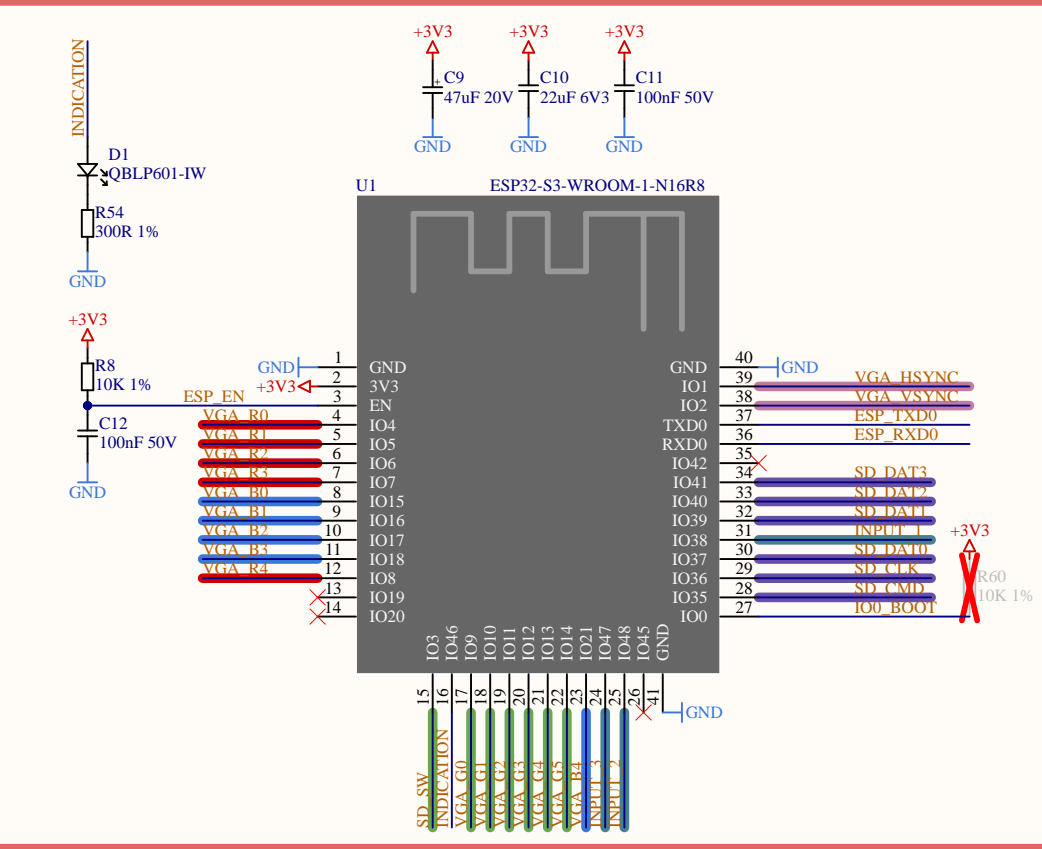 INDICATION
D1
QBLP601-IW
R54
300R 1%
GND
+3V3
R8
10K 1%
ESP_EN
C12
100nF 50V
GND
+3V3
C9
47uF 20V
GND
+3V3
C10
22uF 6V3
GND
+3V3
C11
100nF 50V
GND
U1
ESP32-S3-WROOM-1-N16R8
GND 1 GND
+3V3 2 3V3
3 EN
VGA_R0 4 IO4
VGA_R1 5 IO5
VGA_R2 6 IO6
VGA_R3 7 IO7
VGA_B0 8 IO15
VGA_B1 9 IO16
VGA_B2 10 IO17
VGA_B3 11 IO18
VGA_R4 12 IO8
13 IO19
14 IO20
GND 40 GND
IO1 39 VGA_HSYNC
IO2 38 VGA_VSYNC
TXD0 37 ESP_TXD0
RXD0 36 ESP_RXD0
IO42 35
IO41 34 SD_DAT3
IO40 33 SD_DAT2
IO39 32 SD_DAT1
IO38 31 INPUT_1
IO37 30 SD_DAT0
IO36 29 SD_CLK
IO35 28 SD_CMD
IO0 27 IO0_BOOT
+3V3
R60
10K 1%
IO3 15 SD_SW
IO46 16 INDICATION
IO9 17 VGA_G0
IO10 18 VGA_G1
IO11 19 VGA_G2
IO12 20 VGA_G3
IO13 21 VGA_G4
IO14 22 VGA_G5
IO21 23 VGA_B4
IO47 24 INPUT_3
IO48 25 INPUT_2
IO45 26
GND 41 GND